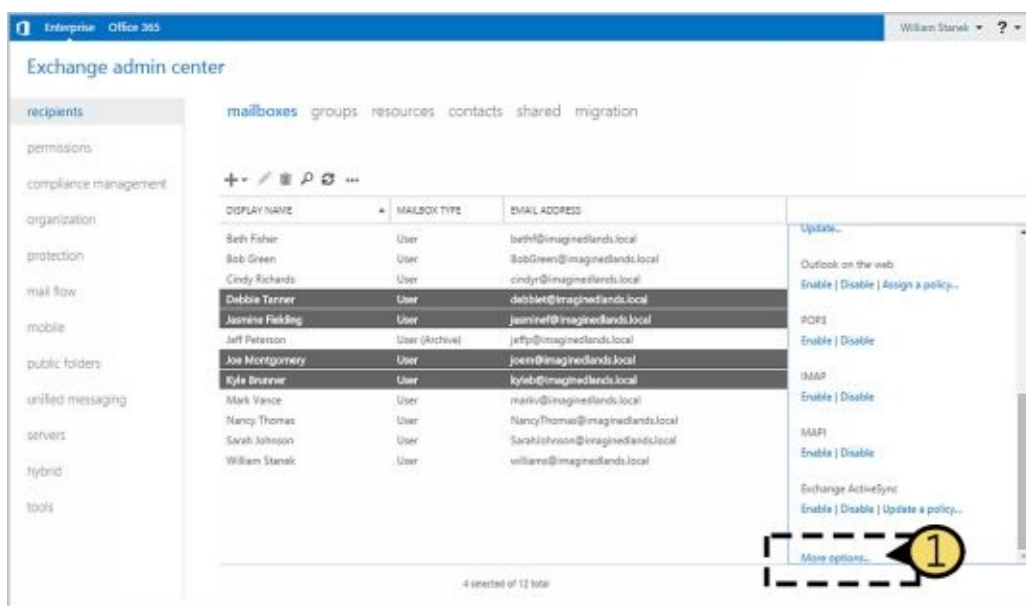 Enterprise Office 365
William Stanek ?
Exchange admin center
recipients
permissions
compliance management
organization
protection
mail flow
mobile
public folders
unified messaging
servers
hybrid
tools
mailboxes groups resources contacts shared migration
DISPLAY NAME MAILBOX TYPE EMAIL ADDRESS
Beth Fisher User bethf@imaginedlands.local
Bob Green User BobGreen@imaginedlands.local
Cindy Richards User cindyr@imaginedlands.local
Debbie Tanner User debbiet@imaginedlands.local
Jasmine Fielding User jasminef@imaginedlands.local
Jeff Peterson User (Archive) jeffp@imaginedlands.local
Joe Montgomery User joem@imaginedlands.local
Kyle Brunner User kyleb@imaginedlands.local
Mark Vance User markv@imaginedlands.local
Nancy Thomas User NancyThomas@imaginedlands.local
Sarah Johnson User SarahJohnson@imaginedlands.local
William Stanek User williams@imaginedlands.local
4 selected of 12 total
Update...
Outlook on the web
Enable | Disable | Assign a policy...
POP3
Enable | Disable
IMAP
Enable | Disable
MAPI
Enable | Disable
Exchange ActiveSync
Enable | Disable | Update a policy...
More options...
1